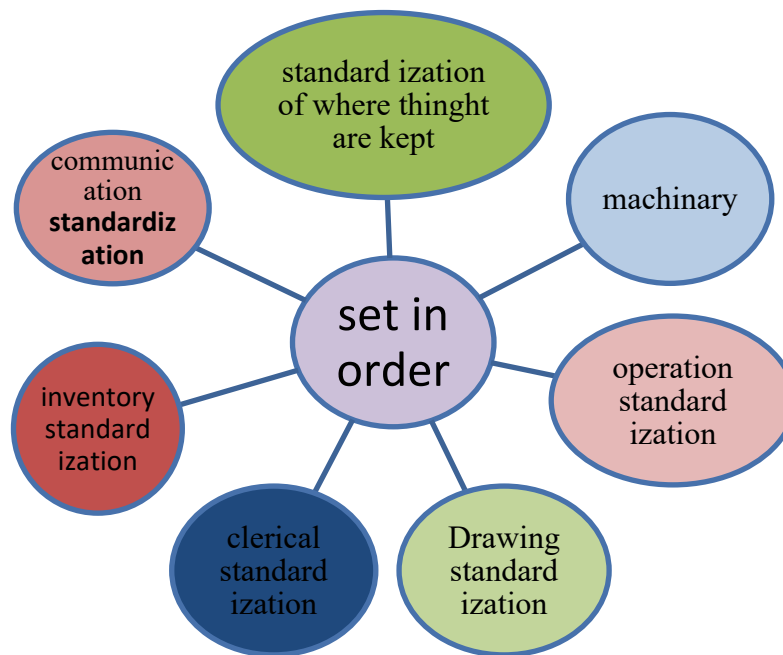 standard ization
of where thinght
are kept
communic
ation
standardiz
ation
machinary
set in
order
operation
standard
ization
inventory
standard
ization
clerical
standard
ization
Drawing
standard
ization